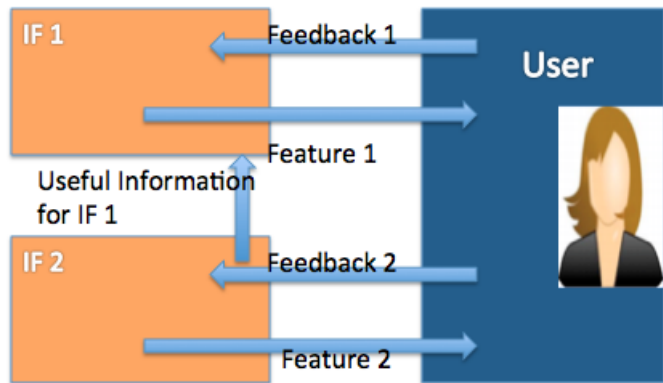 IF 1
Feedback 1
User
Feature 1
Useful Information
for IF 1
IF 2
Feedback 2
Feature 2